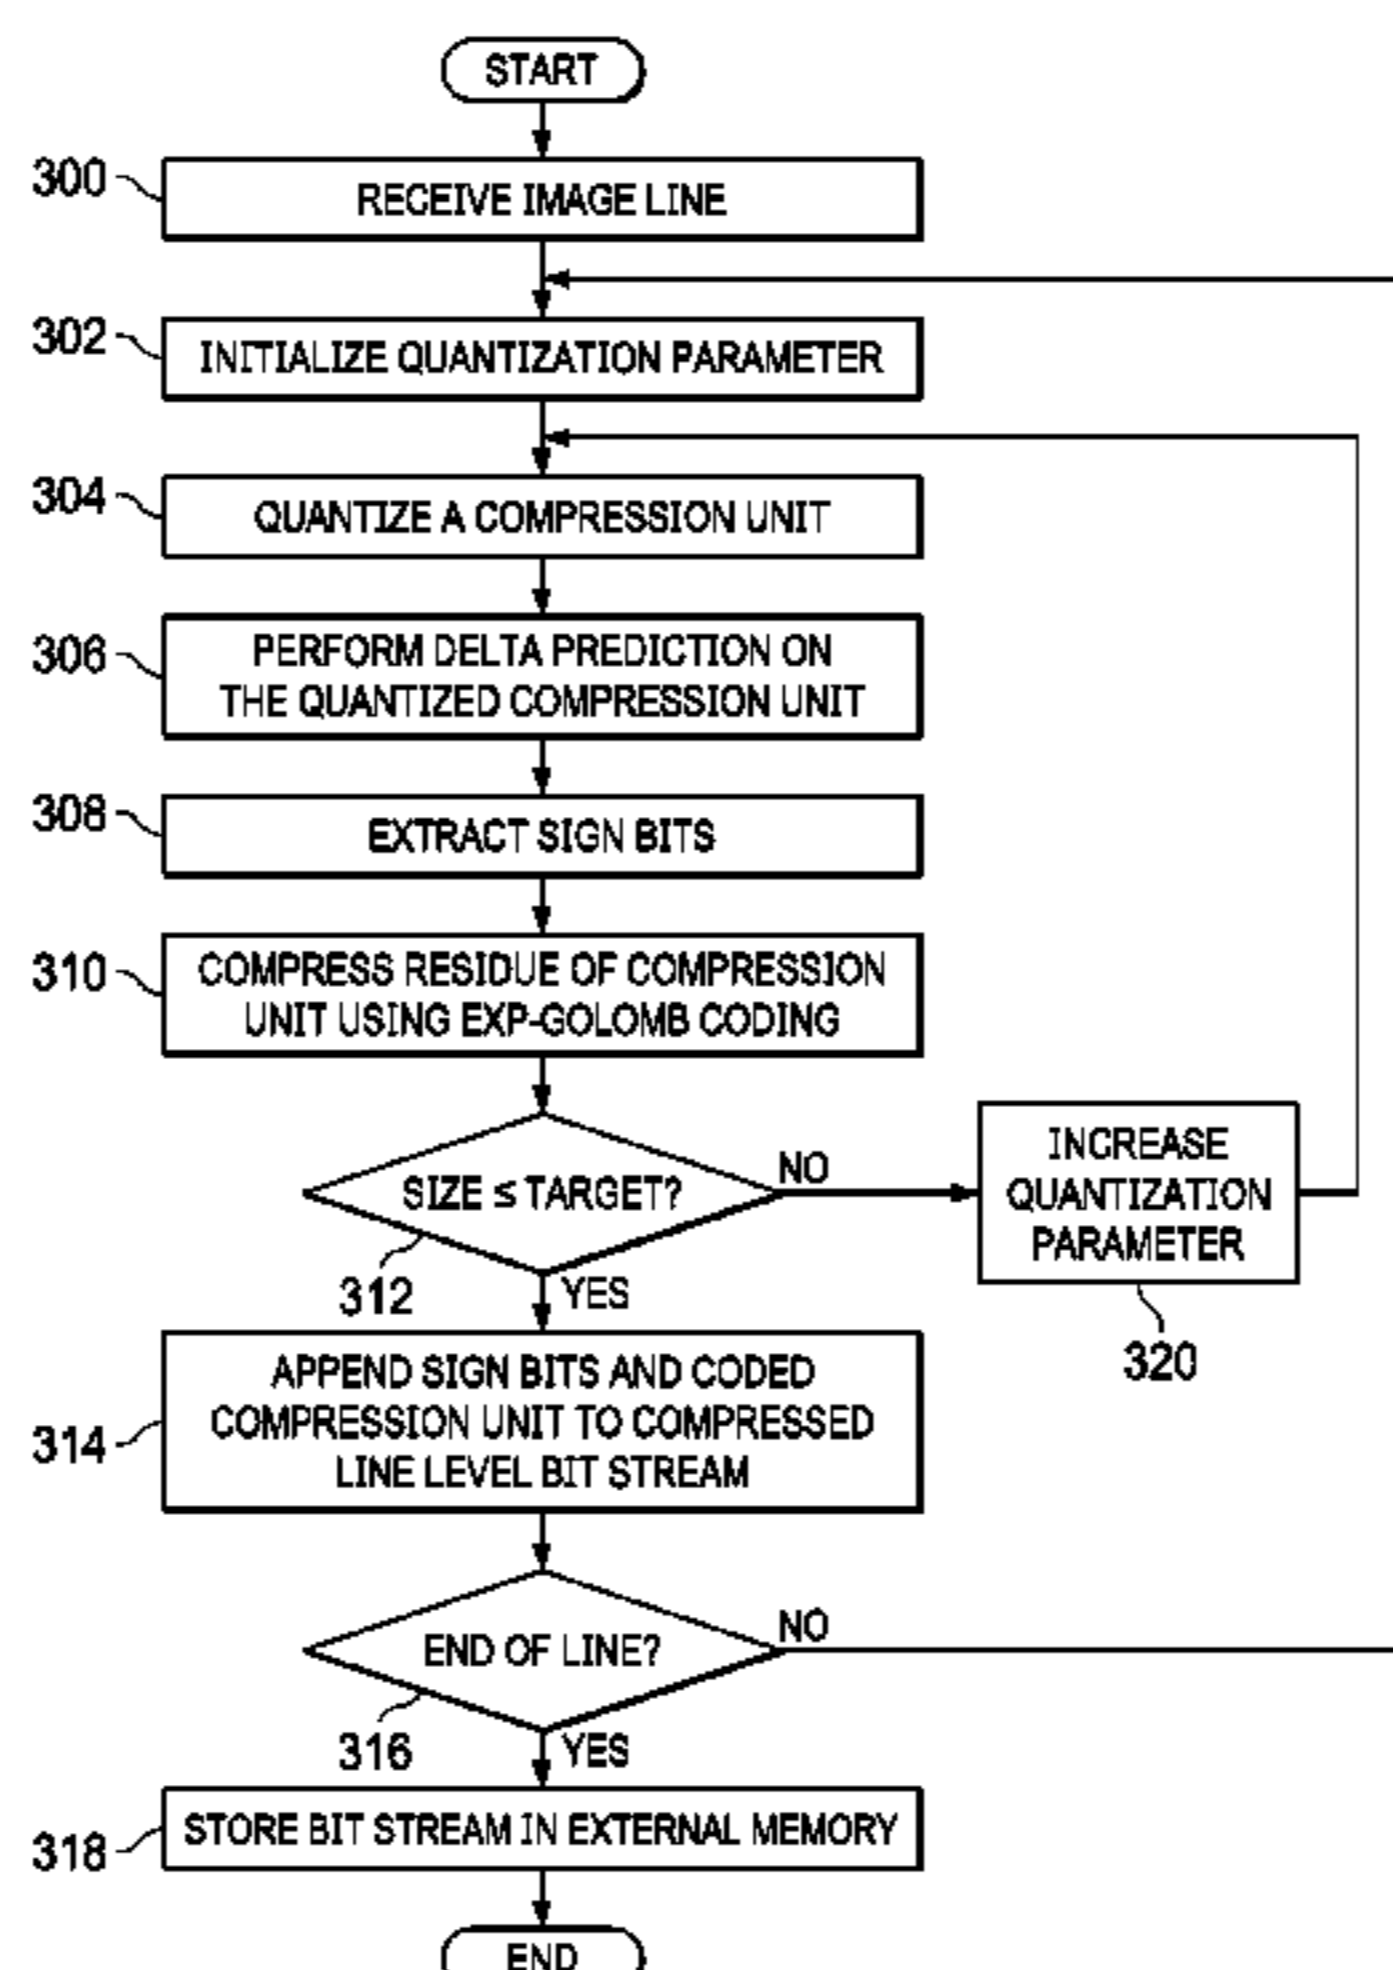 START
300
RECEIVE IMAGE LINE
302
INITIALIZE QUANTIZATION PARAMETER
304
QUANTIZE A COMPRESSION UNIT
306
PERFORM DELTA PREDICTION ON
THE QUANTIZED COMPRESSION UNIT
308
EXTRACT SIGN BITS
310
COMPRESS RESIDUE OF COMPRESSION
UNIT USING EXP-GOLOMB CODING
SIZE ≤ TARGET?
NO
INCREASE
QUANTIZATION
PARAMETER
312
YES
320
314
APPEND SIGN BITS AND CODED
COMPRESSION UNIT TO COMPRESSED
LINE LEVEL BIT STREAM
END OF LINE?
NO
316
YES
318
STORE BIT STREAM IN EXTERNAL MEMORY
END